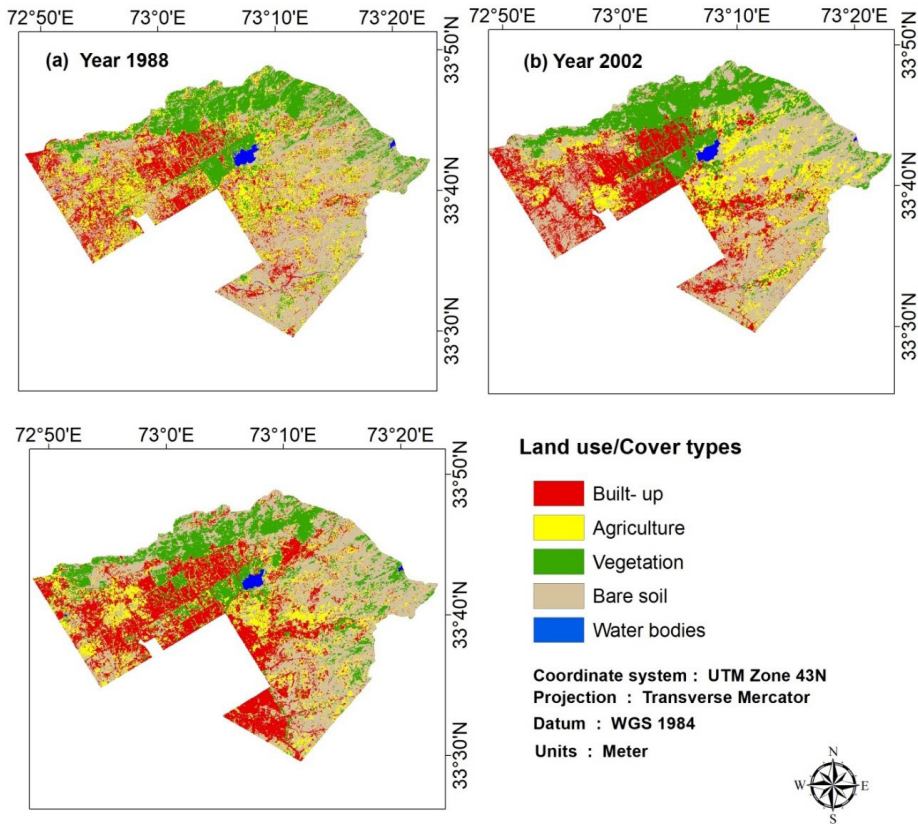 72°50'E 73°0'E 73°10'E 73°20'E
(a) Year 1988
33°50'N
33°40'N
33°30'N
72°50'E 73°0'E 73°10'E 73°20'E
(b) Year 2002
33°50'N
33°40'N
33°30'N
72°50'E 73°0'E 73°10'E 73°20'E
33°50'N
33°40'N
33°30'N
Land use/Cover types
Built- up
Agriculture
Vegetation
Bare soil
Water bodies
Coordinate system : UTM Zone 43N
Projection : Transverse Mercator
Datum : WGS 1984
Units : Meter
N
W E
S